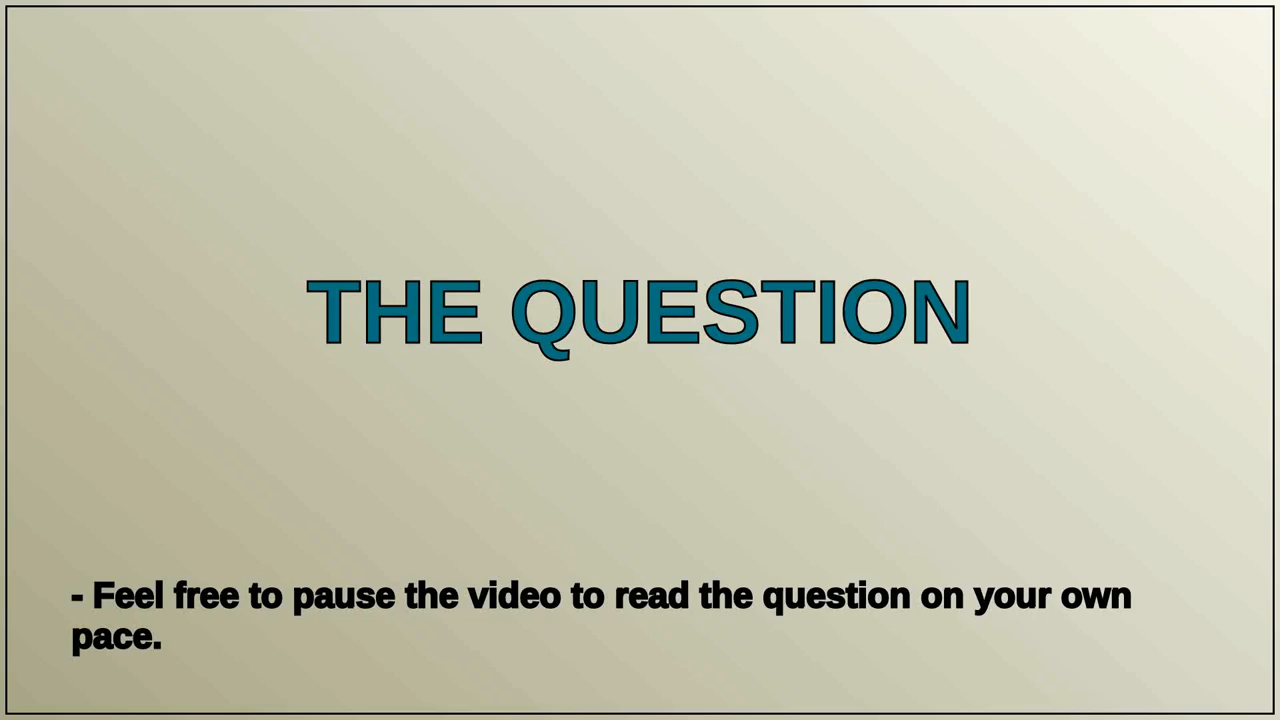 THE QUESTION
- Feel free to pause the video to read the question on your own
pace.